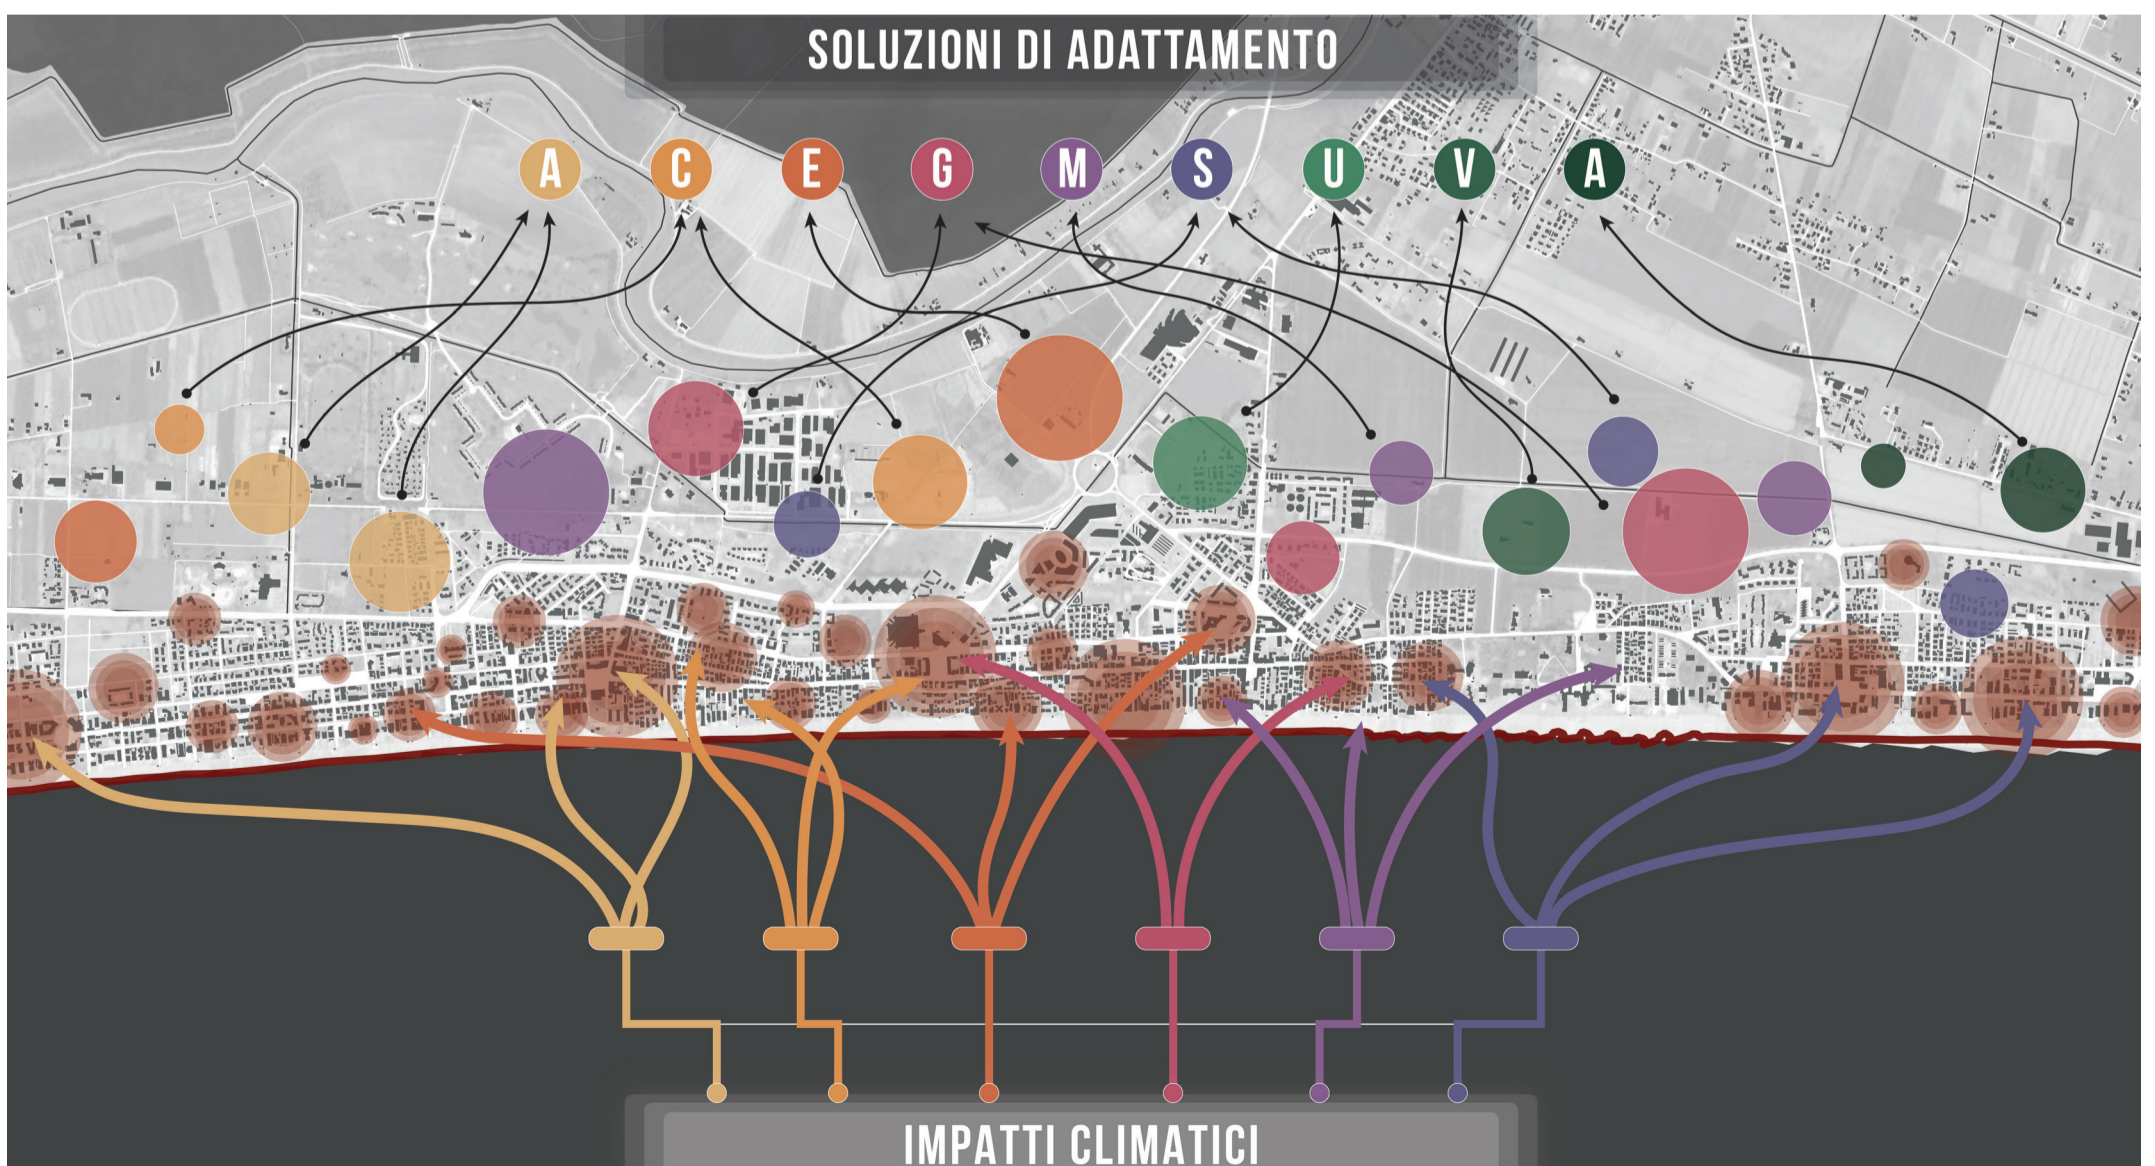 SOLUZIONI DI ADATTAMENTO
A C E G M S U V A
IMPATTI CLIMATICI